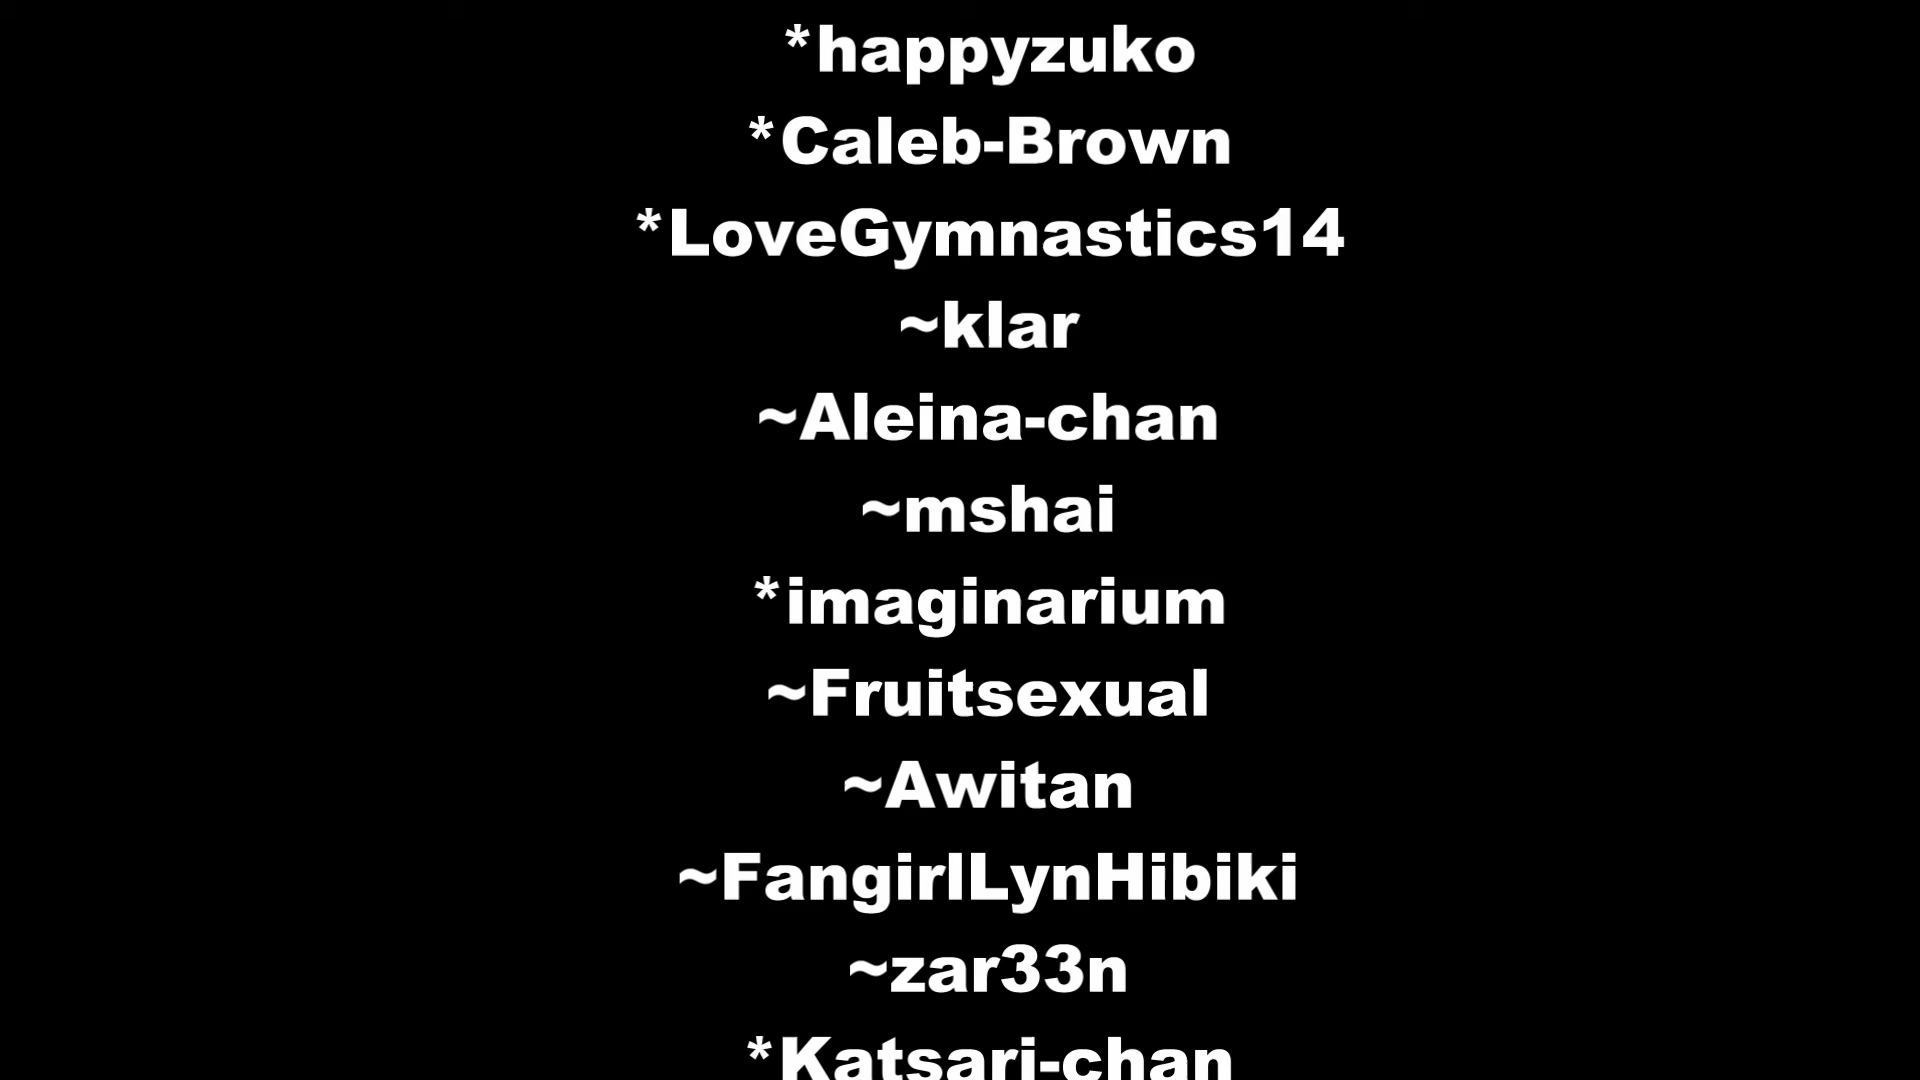 *happyzuko
*Caleb-Brown
*LoveGymnastics14
~klar
~Aleina-chan
~mshai
*imaginarium
~Fruitsexual
~Awitan
~FangirlLynHibiki
~zar33n
*Katsari-chan